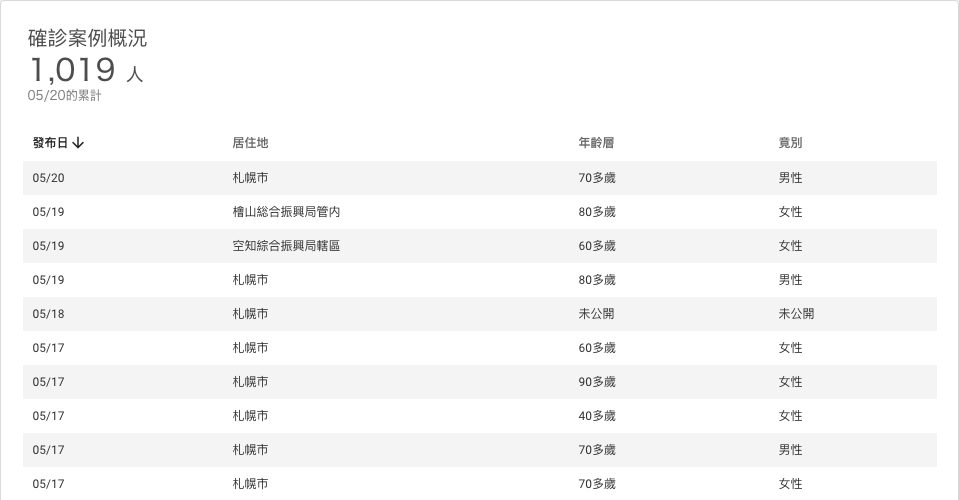 確診案例概況
1,019 人
05/20的累計
發布日↓ 居住地 年齡層 竟別
05/20 札幌市 70多歲 男性
05/19 檜山総合振興局管内 80多歲 女性
05/19 空知綜合振興局轄區 60多歲 女性
05/19 札幌市 80多歲 男性
05/18 札幌市 未公開 未公開
05/17 札幌市 60多歲 女性
05/17 札幌市 90多歲 女性
05/17 札幌市 40多歲 女性
05/17 札幌市 70多歲 男性
05/17 札幌市 70多歲 女性